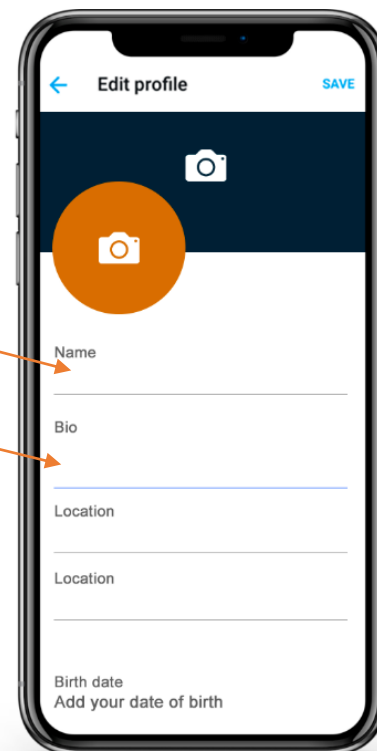 Edit profile SAVE
Name
Bio
Location
Location
Birth date
Add your date of birth